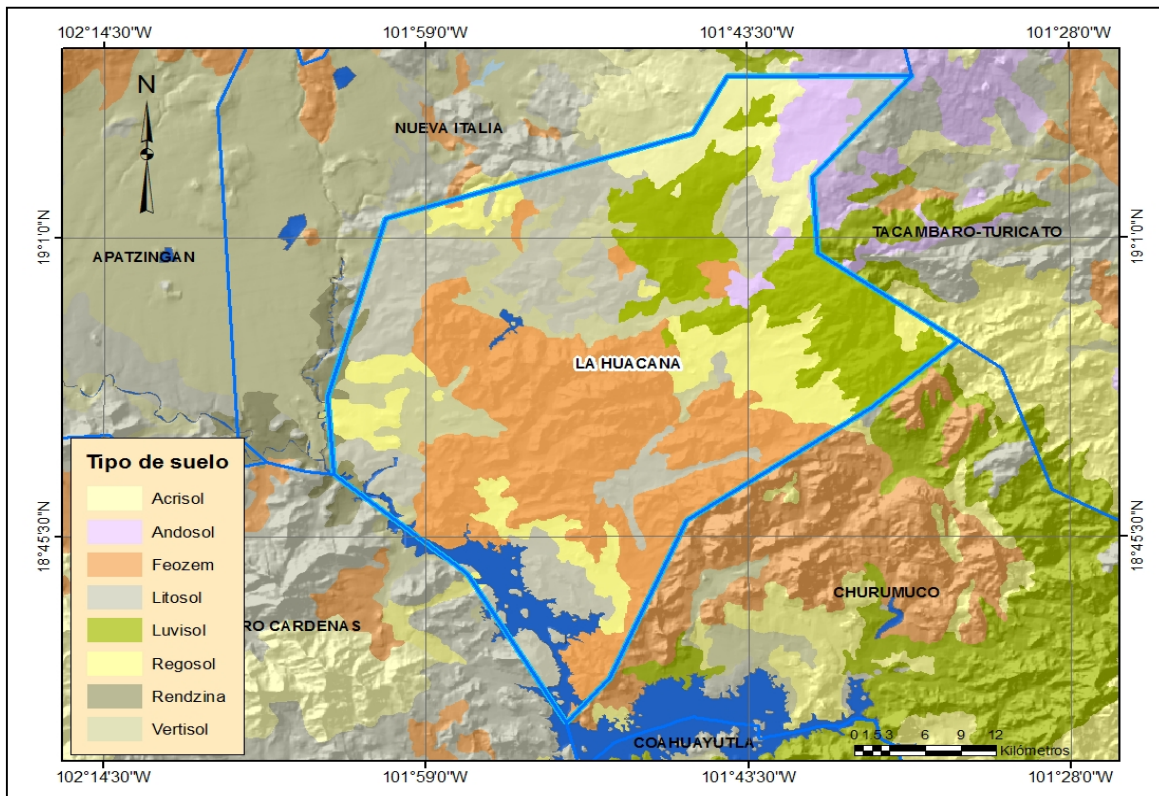 102°14'30"W 101°59'0"W 101°43'30"W 101°28'0"W
N
NUEVA ITALIA
19°1'0"N
19°1'0"N
APATZINGAN
TACAMBARO-TURICATO
LA HUACANA
Tipo de suelo
Acrisol
Andosol
Feozem
Litosol
Luvisol
Regosol
Rendzina
Vertisol
18°45'30"N
18°45'30"N
CHURUMUCO
RO CARDENAS
COAHUAYUTLA
0 1.5 3 6 9 12
Kilómetros
102°14'30"W 101°59'0"W 101°43'30"W 101°28'0"W